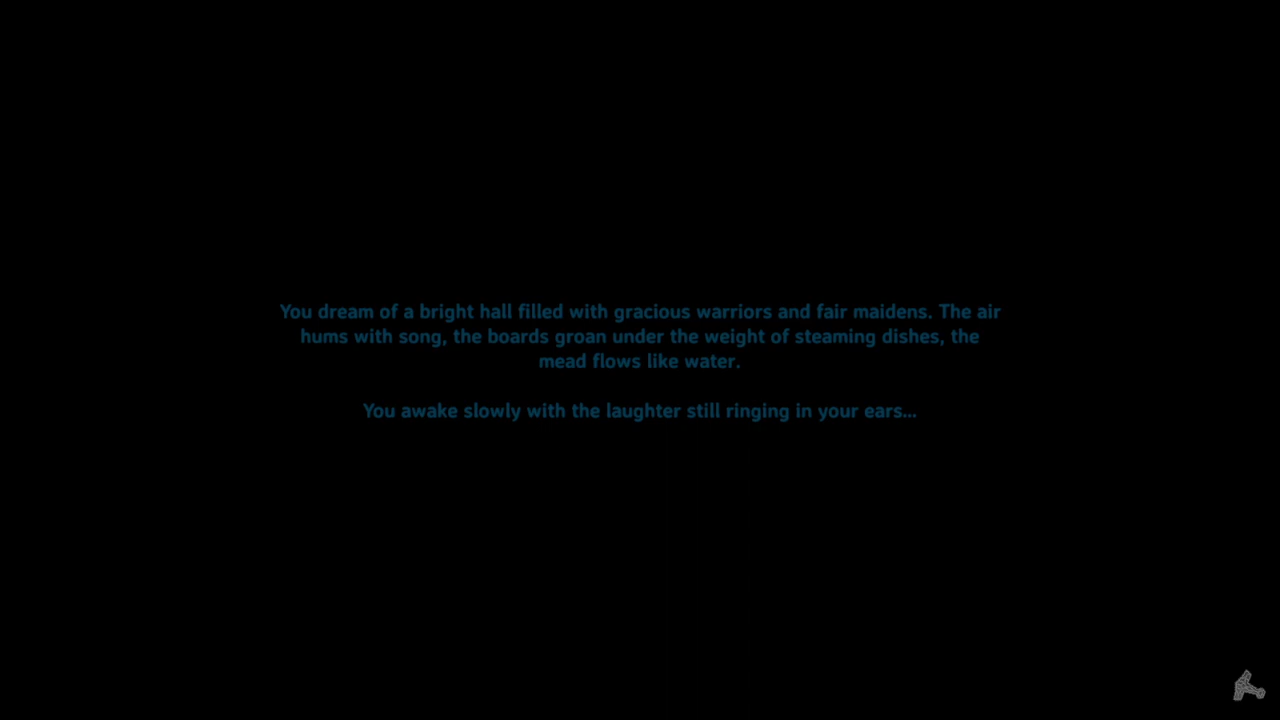 You dream of a bright hall filled with gracious warriors and fair maidens. The air
hums with song, the boards groan under the weight of steaming dishes, the
mead flows like water.
You awake slowly with the laughter still ringing in your ears...